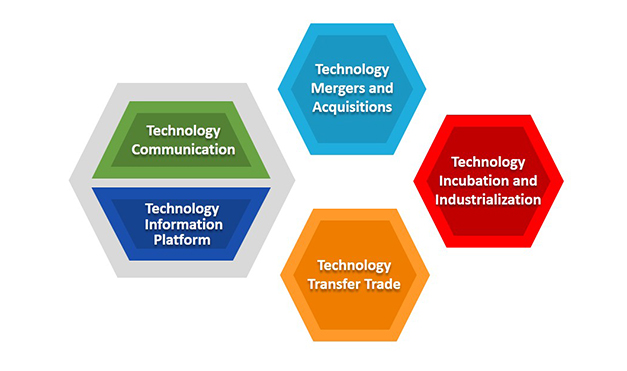 Technology
Mergers and
Acquisitions
Technology
Communication
Technology
Information
Platform
Technology
Incubation and
Industrialization
Technology
Transfer Trade